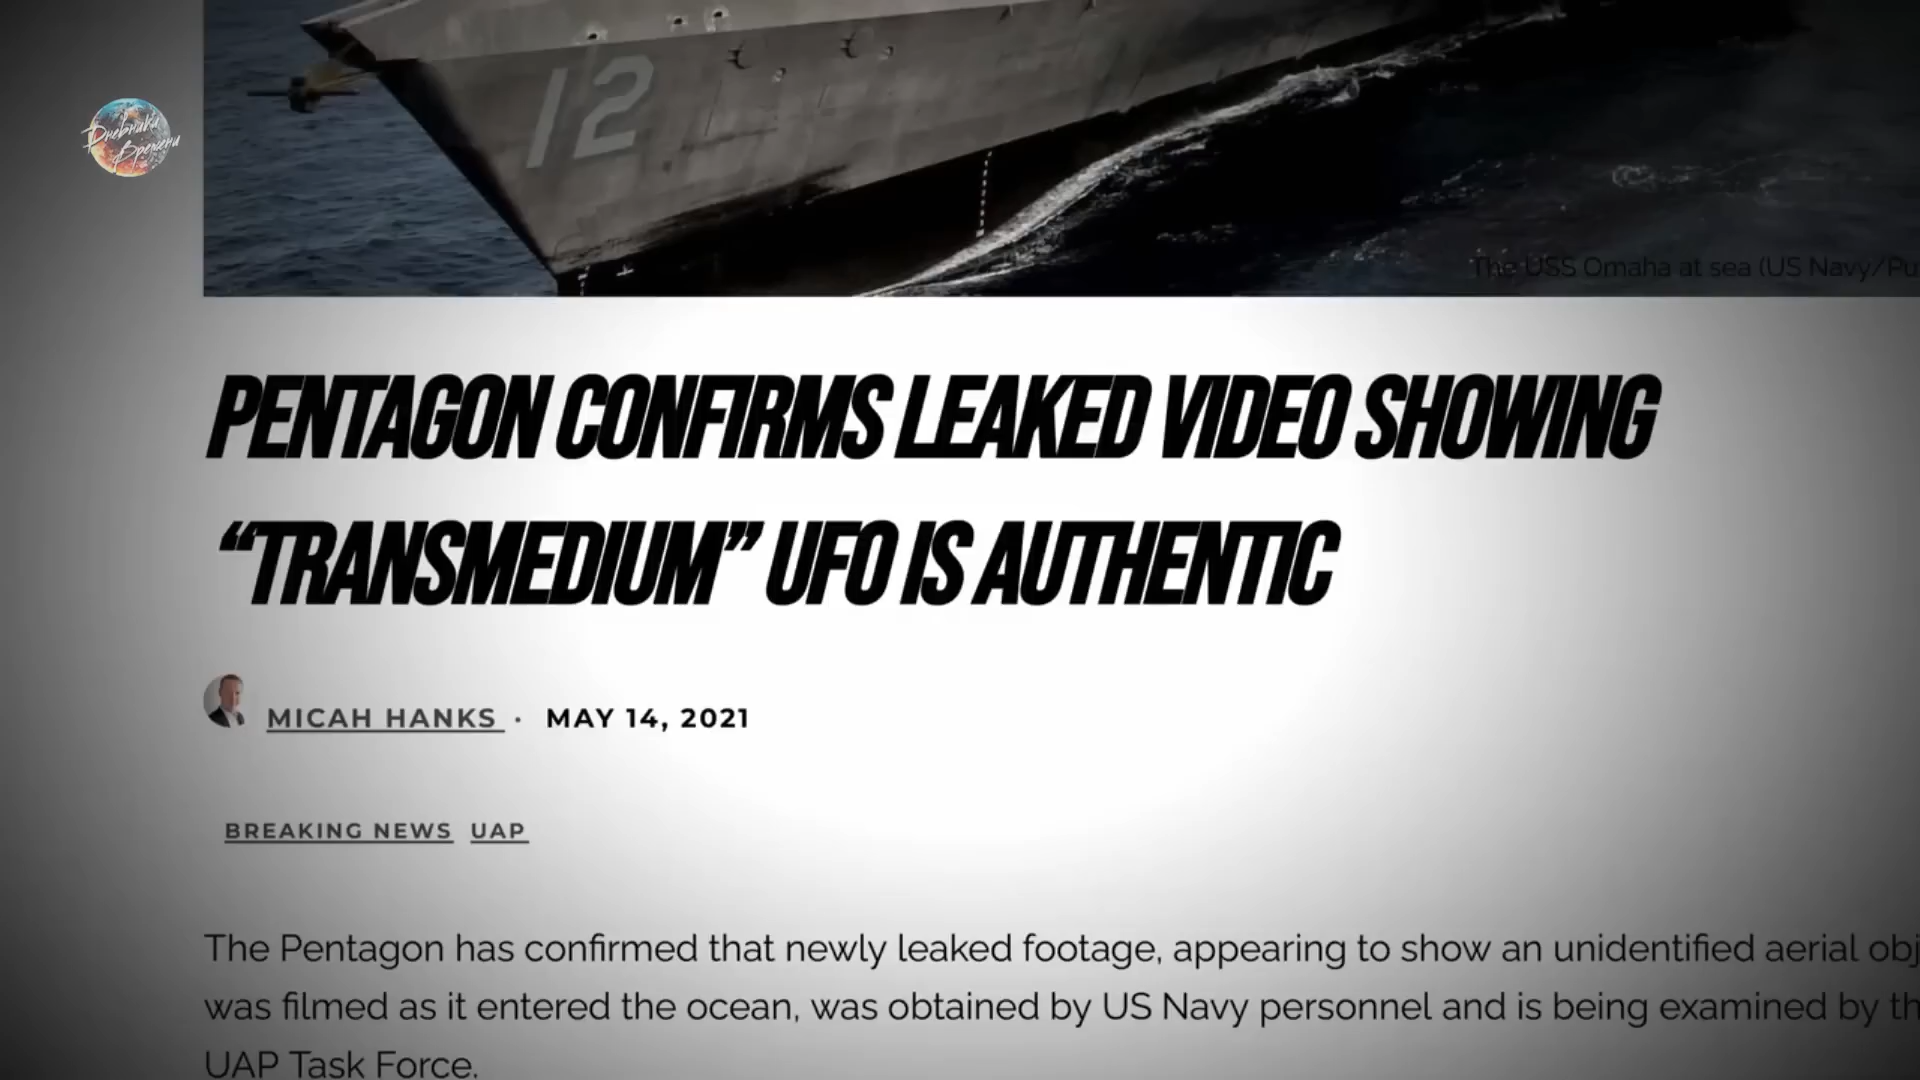 Дневники
Времени
12
The USS Omaha at sea (US Navy/Pu
PENTAGON CONFIRMS LEAKED VIDEO SHOWING
“TRANSMEDIUM” UFO IS AUTHENTIC
MICAH HANKS · MAY 14, 2021
BREAKING NEWS UAP
The Pentagon has confirmed that newly leaked footage, appearing to show an unidentified aerial obj
was filmed as it entered the ocean, was obtained by US Navy personnel and is being examined by th
UAP Task Force.